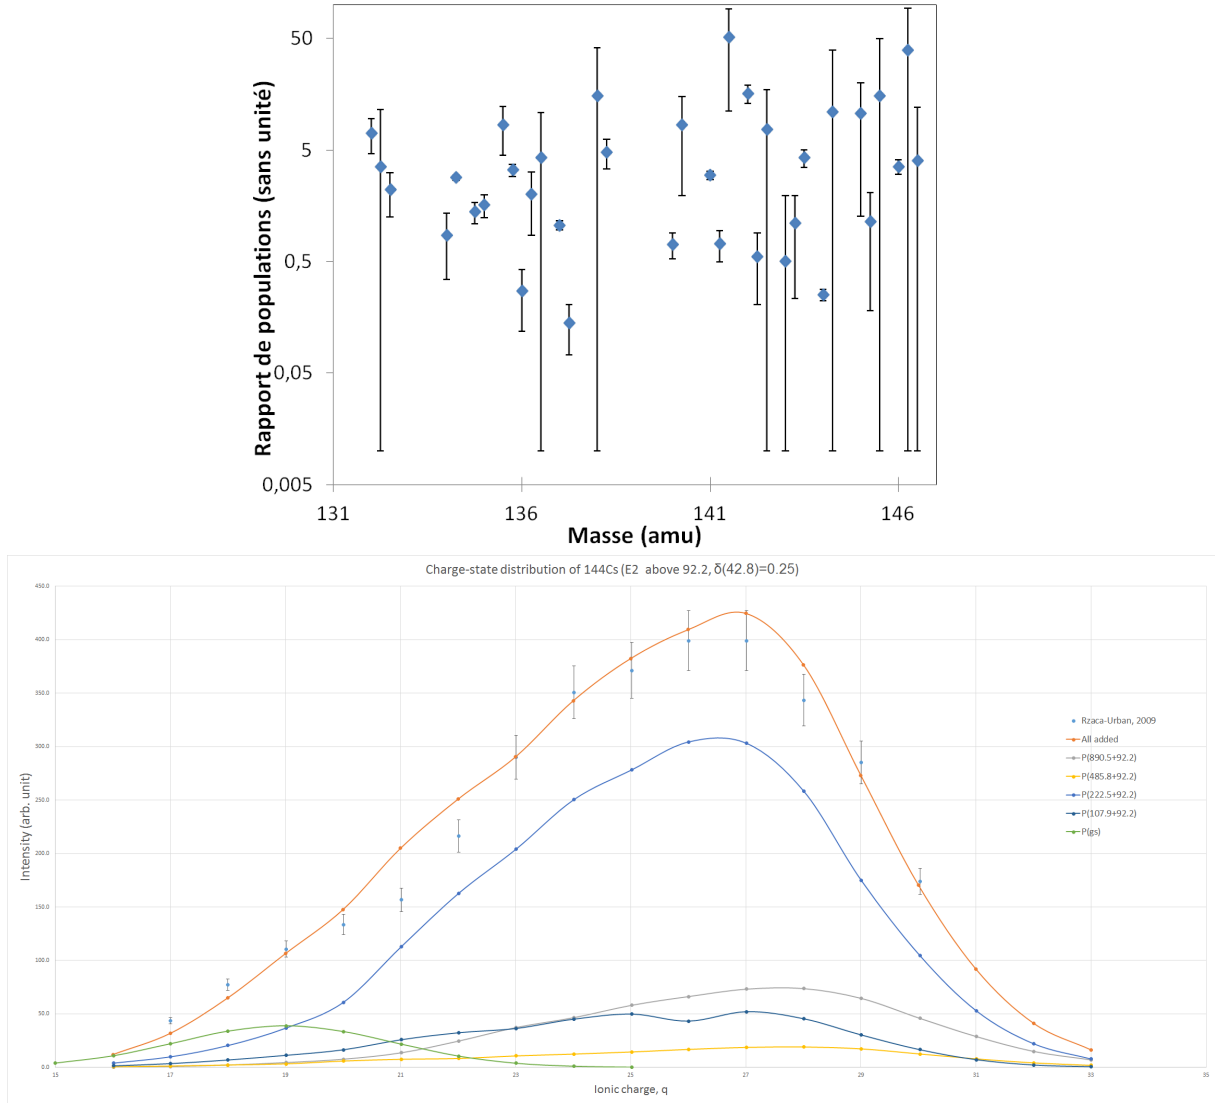 50
5
0,5
0,05
0,005
Rapport de populations (sans unité)
131 136 141 146
Masse (amu)
Charge-state distribution of 144Cs (E2 above 92.2, δ(42.8)=0.25)
450.0
400.0
350.0
300.0
250.0
200.0
150.0
100.0
50.0
0.0
Intensity (arb. unit)
Rzaca-Urban, 2009
All added
P(890.5+92.2)
P(485.8+92.2)
P(222.5+92.2)
P(107.9+92.2)
P(gs)
15 17 19 21 23 25 27 29 31 33 35
Ionic charge, q